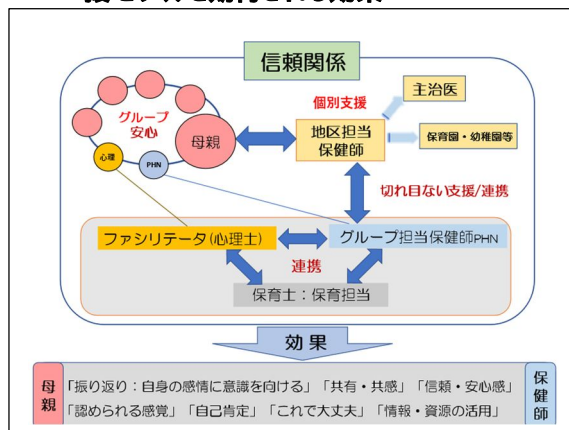 信頼関係
グループ
安心
母親
心理
PHN
個別支援
地区担当
保健師
主治医
保育園・幼稚園等
切れ目ない支援/連携
ファシリテータ(心理士)
グループ担当保健師PHN
連携
保育士：保育担当
効果
母親
「振り返り：自身の感情に意識を向ける」「共有・共感」「信頼・安心感」
「認められる感覚」「自己肯定」「これで大丈夫」「情報・資源の活用」
保健師